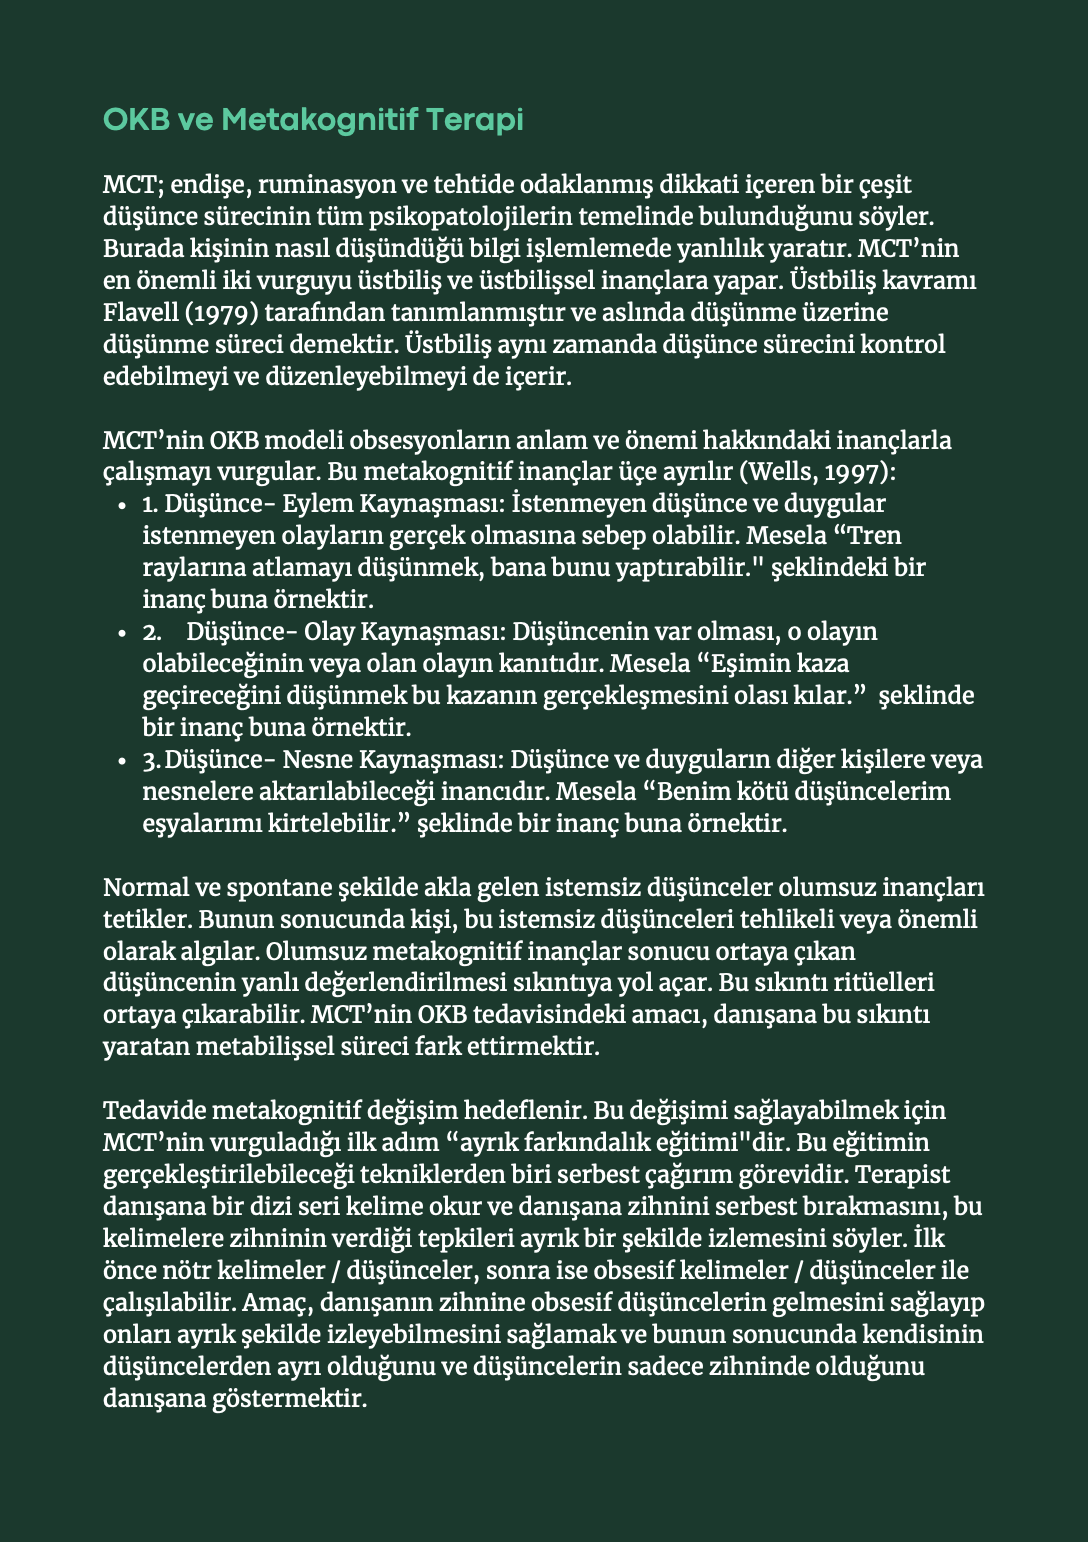 OKB ve Metakognitif Terapi
MCT; endişe, ruminasyon ve tehtide odaklanmış dikkati içeren bir çeşit
düşünce sürecinin tüm psikopatolojilerin temelinde bulunduğunu söyler.
Burada kişinin nasıl düşündüğü bilgi işlemlemede yanlılık yaratır. MCT’nin
en önemli iki vurguyu üstbiliş ve üstbilişsel inançlara yapar. Üstbiliş kavramı
Flavell (1979) tarafından tanımlanmıştır ve aslında düşünme üzerine
düşünme süreci demektir. Üstbiliş aynı zamanda düşünce sürecini kontrol
edebilmeyi ve düzenleyebilmeyi de içerir.
MCT’nin OKB modeli obsesyonların anlam ve önemi hakkındaki inançlarla
çalışmayı vurgular. Bu metakognitif inançlar üçe ayrılır (Wells, 1997):
• 1. Düşünce- Eylem Kaynaşması: İstenmeyen düşünce ve duygular
istenmeyen olayların gerçek olmasına sebep olabilir. Mesela “Tren
raylarına atlamayı düşünmek, bana bunu yaptırabilir." şeklindeki bir
inanç buna örnektir.
• 2. Düşünce- Olay Kaynaşması: Düşüncenin var olması, o olayın
olabileceğinin veya olan olayın kanıtıdır. Mesela “Eşimin kaza
geçireceğini düşünmek bu kazanın gerçekleşmesini olası kılar.” şeklinde
bir inanç buna örnektir.
• 3. Düşünce- Nesne Kaynaşması: Düşünce ve duyguların diğer kişilere veya
nesnelere aktarılabileceği inancıdır. Mesela “Benim kötü düşüncelerim
eşyalarımı kirtelebilir.” şeklinde bir inanç buna örnektir.
Normal ve spontane şekilde akla gelen istemsiz düşünceler olumsuz inançları
tetikler. Bunun sonucunda kişi, bu istemsiz düşünceleri tehlikeli veya önemli
olarak algılar. Olumsuz metakognitif inançlar sonucu ortaya çıkan
düşüncenin yanlı değerlendirilmesi sıkıntıya yol açar. Bu sıkıntı ritüelleri
ortaya çıkarabilir. MCT’nin OKB tedavisindeki amacı, danışana bu sıkıntı
yaratan metabilişsel süreci fark ettirmektir.
Tedavide metakognitif değişim hedeflenir. Bu değişimi sağlayabilmek için
MCT’nin vurguladığı ilk adım “ayrık farkındalık eğitimi"dir. Bu eğitimin
gerçekleştirilebileceği tekniklerden biri serbest çağırım görevidir. Terapist
danışana bir dizi seri kelime okur ve danışana zihnini serbest bırakmasını, bu
kelimelere zihninin verdiği tepkileri ayrık bir şekilde izlemesini söyler. İlk
önce nötr kelimeler / düşünceler, sonra ise obsesif kelimeler / düşünceler ile
çalışılabilir. Amaç, danışanın zihnine obsesif düşüncelerin gelmesini sağlayıp
onları ayrık şekilde izleyebilmesini sağlamak ve bunun sonucunda kendisinin
düşüncelerden ayrı olduğunu ve düşüncelerin sadece zihninde olduğunu
danışana göstermektir.